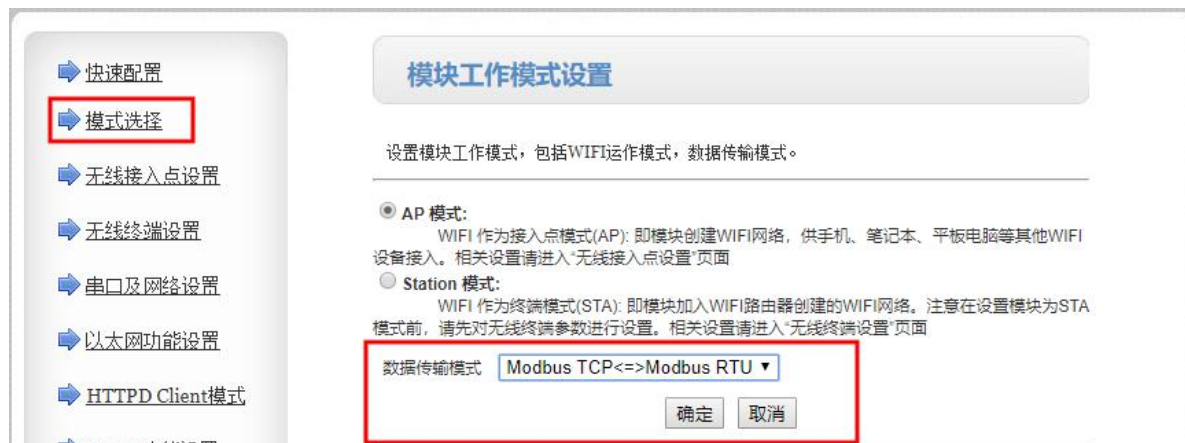 快速配置
模式选择
无线接入点设置
无线终端设置
串口及网络设置
以太网功能设置
HTTPD Client模式
模块工作模式设置
设置模块工作模式，包括WIFI运作模式，数据传输模式。
AP 模式:
WIFI 作为接入点模式(AP): 即模块创建WIFI网络，供手机、笔记本、平板电脑等其他WIFI
设备接入。相关设置请进入“无线接入点设置”页面
Station 模式:
WIFI 作为终端模式(STA): 即模块加入WIFI路由器创建的WIFI网络。注意在设置模块为STA
模式前，请先对无线终端参数进行设置。相关设置请进入“无线终端设置”页面
数据传输模式 Modbus TCP<=>Modbus RTU
确定 取消